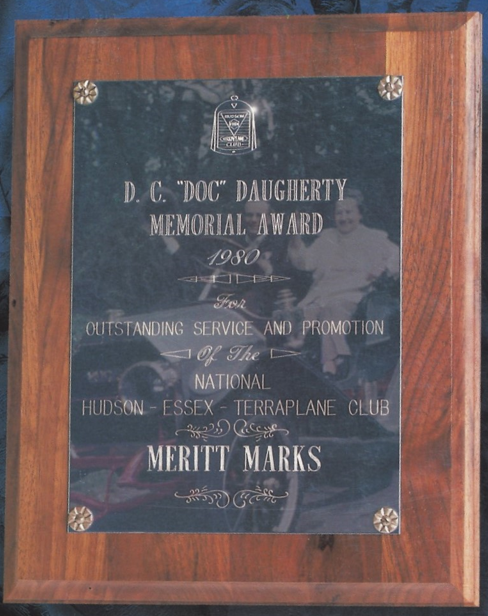 D. C. "DOC" DAUGHERTY
MEMORIAL AWARD
1980
For
OUTSTANDING SERVICE AND PROMOTION
Of The
NATIONAL
HUDSON - ESSEX - TERRAPLANE CLUB
MERITT MARKS